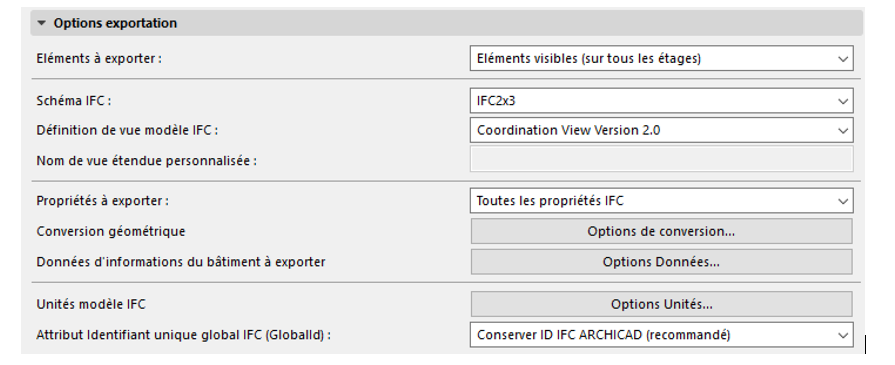 Options exportation
Eléments à exporter : Eléments visibles (sur tous les étages)
Schéma IFC : IFC2x3
Définition de vue modèle IFC : Coordination View Version 2.0
Nom de vue étendue personnalisée :
Propriétés à exporter : Toutes les propriétés IFC
Conversion géométrique Options de conversion...
Données d'informations du bâtiment à exporter Options Données...
Unités modèle IFC Options Unités...
Attribut Identifiant unique global IFC (GlobalId) : Conserver ID IFC ARCHICAD (recommandé)